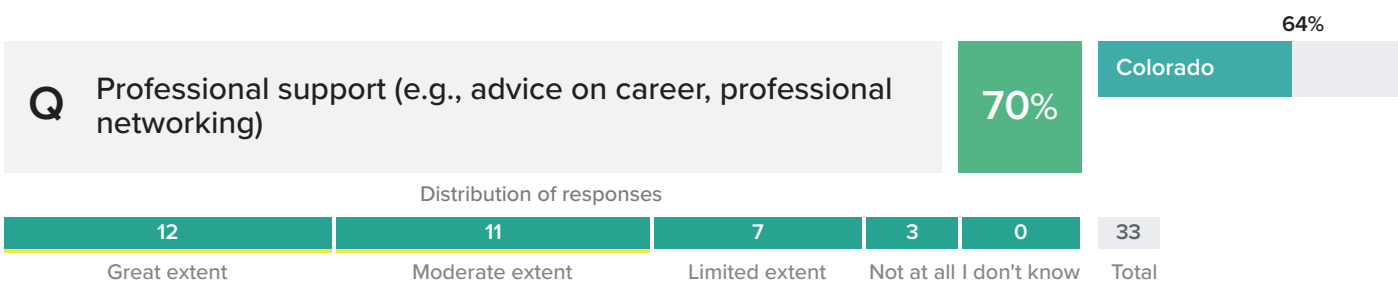 64%
Q
Professional support (e.g., advice on career, professional
networking)
70%
Colorado
Distribution of responses
12 11 7 3 0 33
Great extent Moderate extent Limited extent Not at all I don't know Total